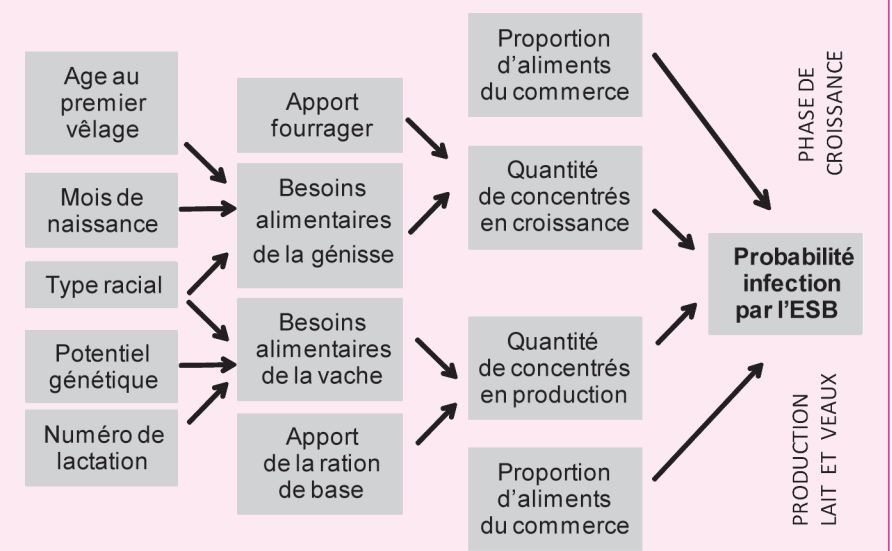 Age au
premier
vêlage
Mois de
naissance
Type racial
Potentiel
génétique
Numéro de
lactation
Apport
fourrager
Besoins
alimentaires
de la génisse
Besoins
alimentaires
de la vache
Apport
de la ration
de base
Proportion
d’aliments
du commerce
Quantité
de concentrés
en croissance
Quantité
de concentrés
en production
Proportion
d’aliments
du commerce
Probabilité
infection
par l’ESB
PHASE DE
CROISSANCE
PRODUCTION
LAIT ET VEAUX